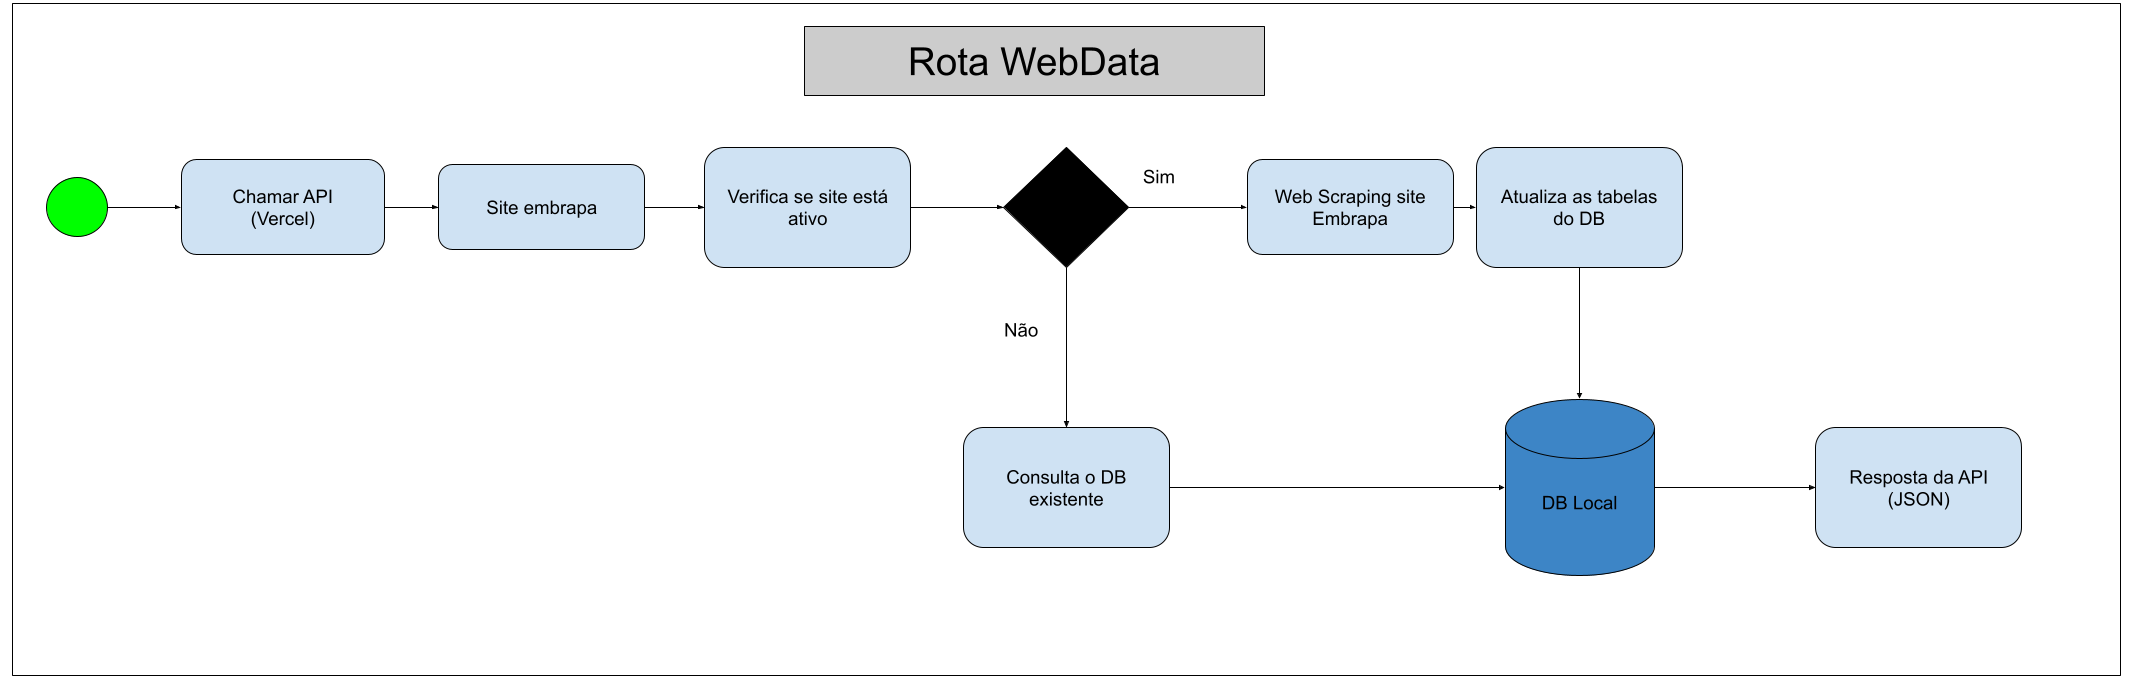 Rota WebData
Chamar API
(Vercel)
Site embrapa
Verifica se site está
ativo
Sim
Web Scraping site
Embrapa
Atualiza as tabelas
do DB
Não
Consulta o DB
existente
DB Local
Resposta da API
(JSON)